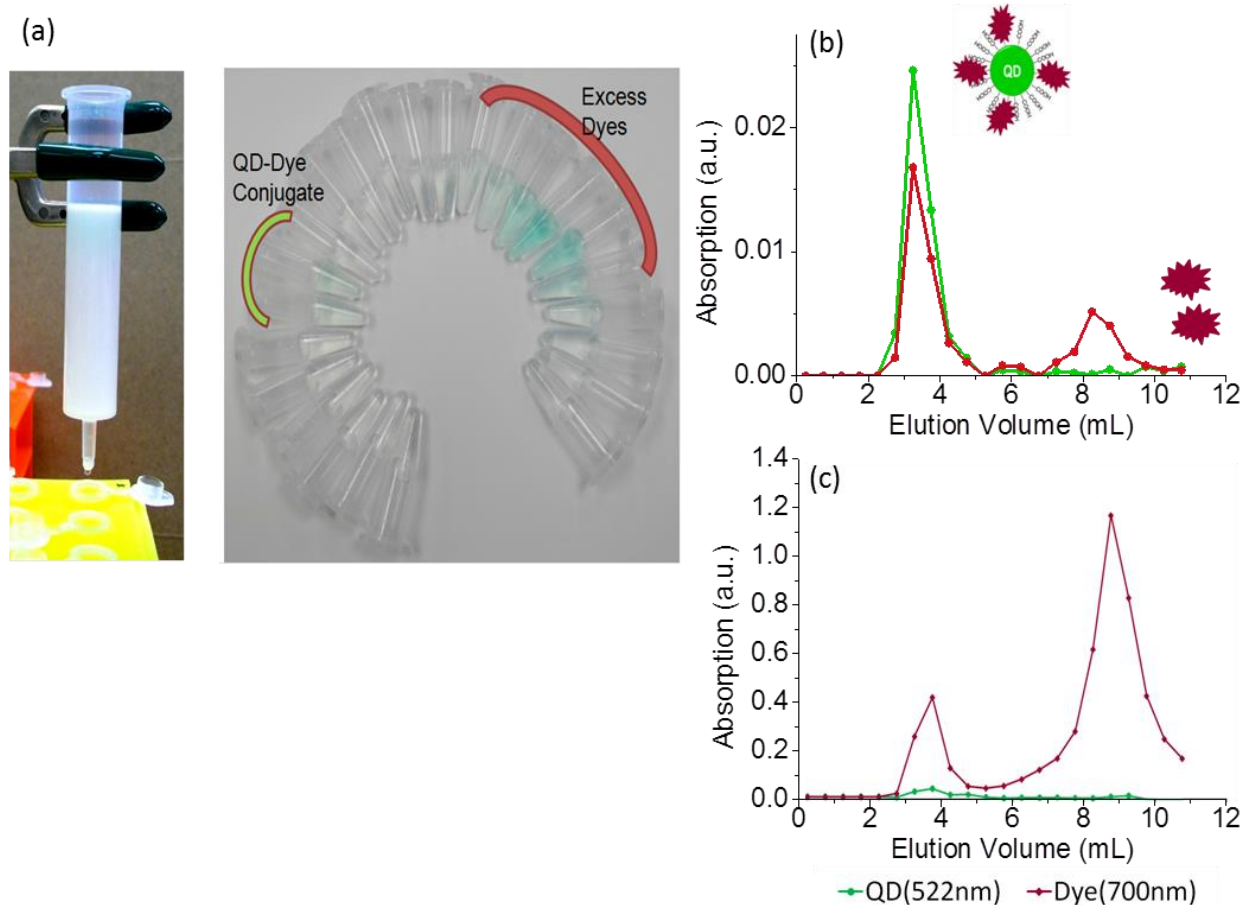 (a)
QD-Dye
Conjugate
Excess
Dyes
(b)
QD
COOH
HOOC
Absorption (a.u.)
0.02
0.01
0.00
0 2 4 6 8 10 12
Elution Volume (mL)
(c)
Absorption (a.u.)
1.4
1.2
1.0
0.8
0.6
0.4
0.2
0.0
0 2 4 6 8 10 12
Elution Volume (mL)
QD(522nm) Dye(700nm)